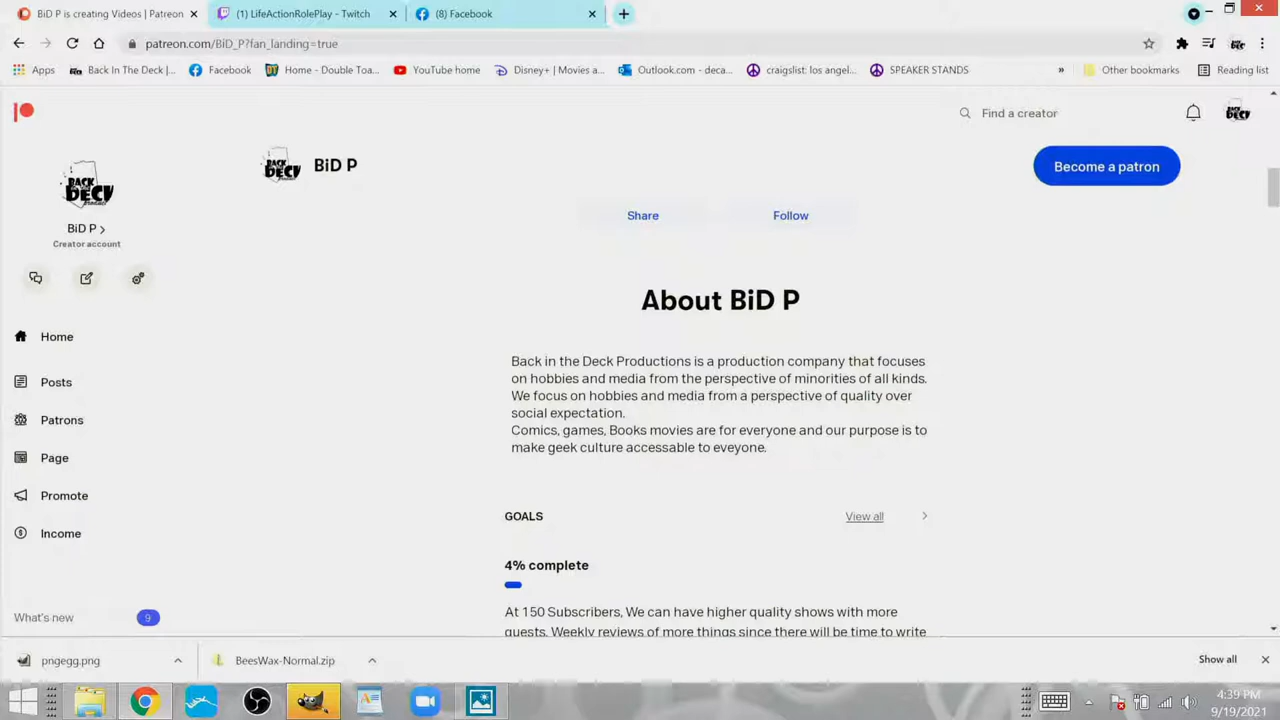 BiD P is creating Videos | Patreon
(1) LifeActionRolePlay - Twitch
(8) Facebook
patreon.com/BiD_P?fan_landing=true
Apps
Back In The Deck |...
Facebook
Home - Double Toa...
YouTube home
Disney+ | Movies a...
Outlook.com - deca...
craigslist: los angel...
SPEAKER STANDS
»
Other bookmarks
Reading list
Find a creator
BACK
DECK
BiD P
Become a patron
Share
Follow
BiD P
Creator account
About BiD P
Back in the Deck Productions is a production company that focuses
on hobbies and media from the perspective of minorities of all kinds.
We focus on hobbies and media from a perspective of quality over
social expectation.
Comics, games, Books movies are for everyone and our purpose is to
make geek culture accessable to eveyone.
Home
Posts
Patrons
Page
Promote
Income
What's new
9
GOALS
View all
4% complete
At 150 Subscribers, We can have higher quality shows with more
guests. Weekly reviews of more things since there will be time to write
pngegg.png
BeesWax-Normal.zip
Show all
4:39 PM
9/19/2021